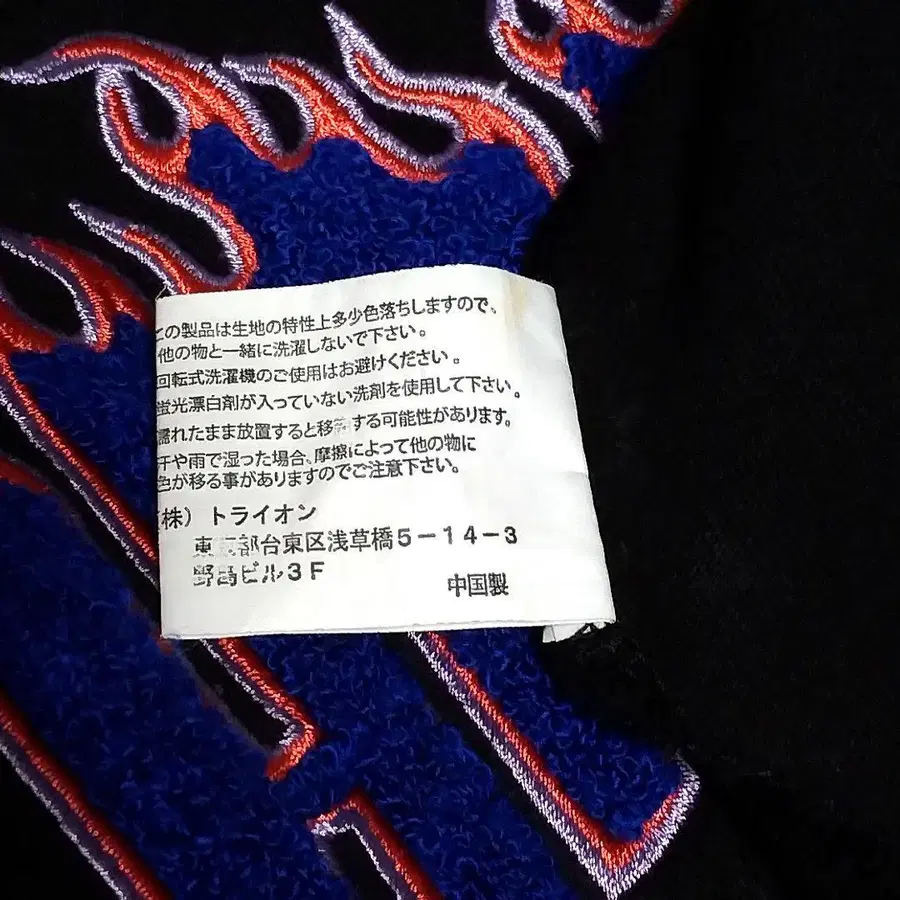 この製品は生地の特性上多少色落ちしますので、
他の物と一緒に洗濯しないで下さい。
回転式洗濯機のご使用はお避けください。
蛍光漂白剤が入っていない洗剤を使用して下さい。
濡れたまま放置すると移染する可能性があります。
汗や雨で湿った場合、摩擦によって他の物に
色が移る事がありますのでご注意下さい。
(株)トライオン
東京都台東区浅草橋5-14-3
野島ビル3F
中国製